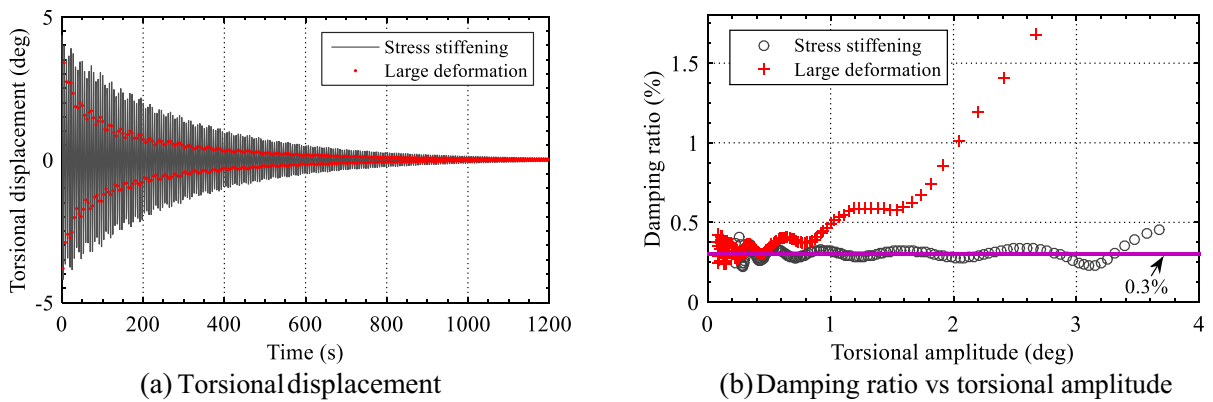 5
0
-5
Torsional displacement (deg)
Stress stiffening
Large deformation
0 200 400 600 800 1000 1200
Time (s)
(a) Torsional displacement
1.5
1
0.5
0
Damping ratio (%)
Stress stiffening
Large deformation
0.3%
0 1 2 3 4
Torsional amplitude (deg)
(b) Damping ratio vs torsional amplitude